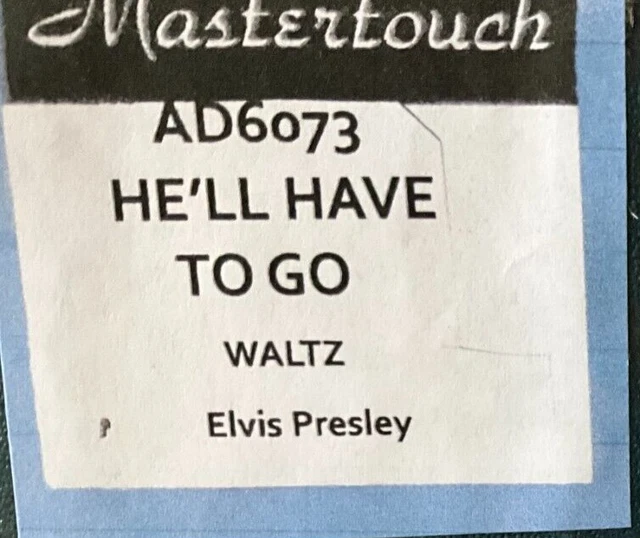 Mastertouch
AD6073
HE'LL HAVE
TO GO
WALTZ
Elvis Presley